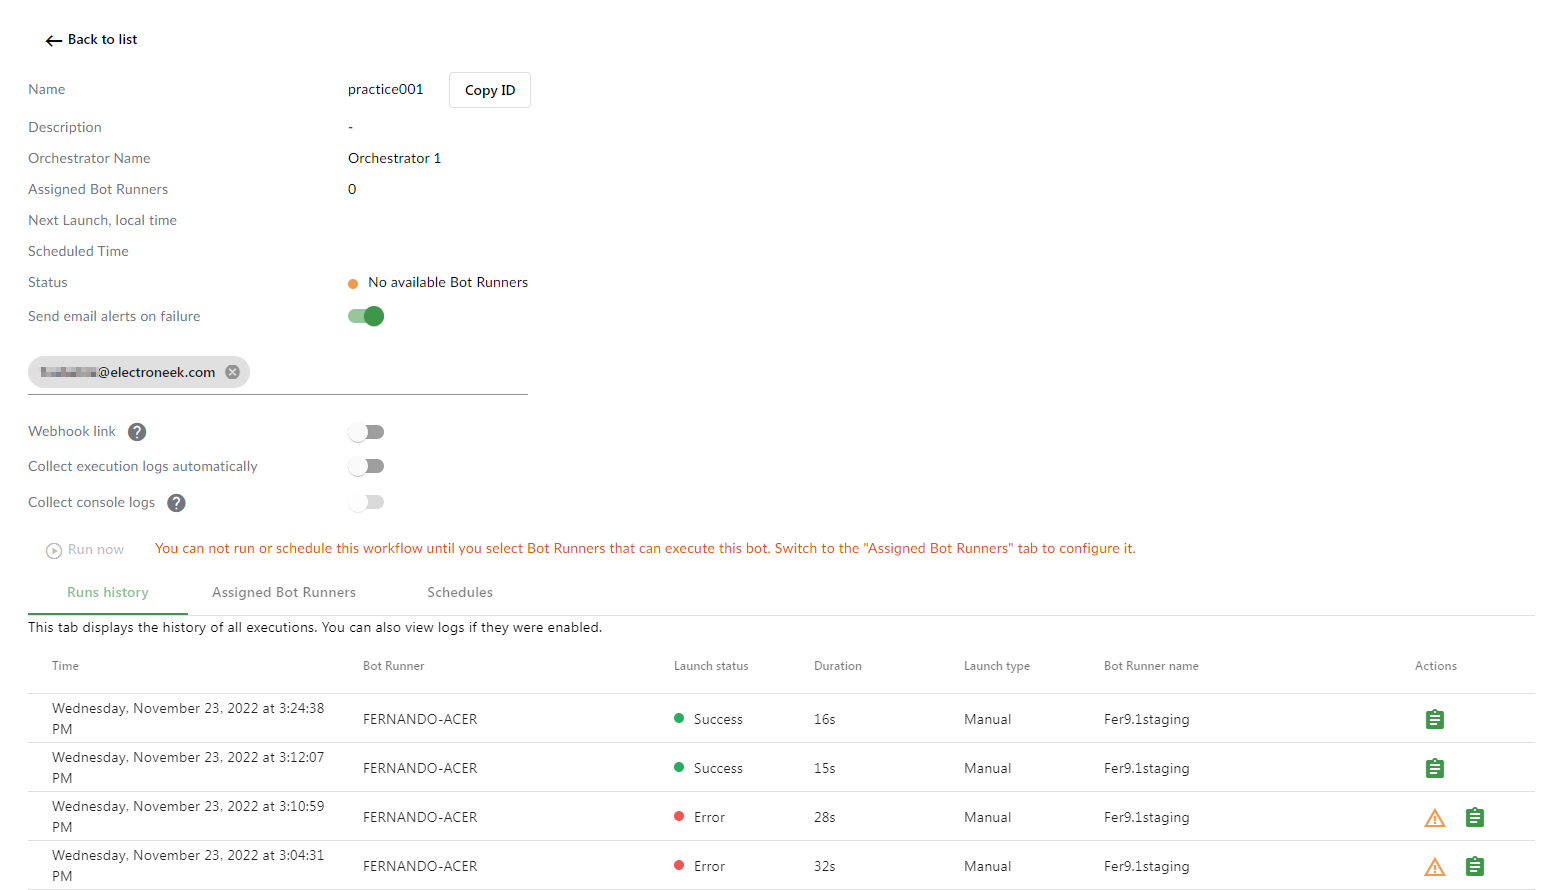 Back to list
Name practice001 Copy ID
Description -
Orchestrator Name Orchestrator 1
Assigned Bot Runners 0
Next Launch, local time
Scheduled Time
Status No available Bot Runners
Send email alerts on failure
@electroneek.com
Webhook link ?
Collect execution logs automatically
Collect console logs ?
Run now You can not run or schedule this workflow until you select Bot Runners that can execute this bot. Switch to the "Assigned Bot Runners" tab to configure it.
Runs history Assigned Bot Runners Schedules
This tab displays the history of all executions. You can also view logs if they were enabled.
Time Bot Runner Launch status Duration Launch type Bot Runner name Actions
Wednesday, November 23, 2022 at 3:24:38
PM
FERNANDO-ACER Success 16s Manual Fer9.1staging
Wednesday, November 23, 2022 at 3:12:07
PM
FERNANDO-ACER Success 15s Manual Fer9.1staging
Wednesday, November 23, 2022 at 3:10:59
PM
FERNANDO-ACER Error 28s Manual Fer9.1staging
Wednesday, November 23, 2022 at 3:04:31
PM
FERNANDO-ACER Error 32s Manual Fer9.1staging